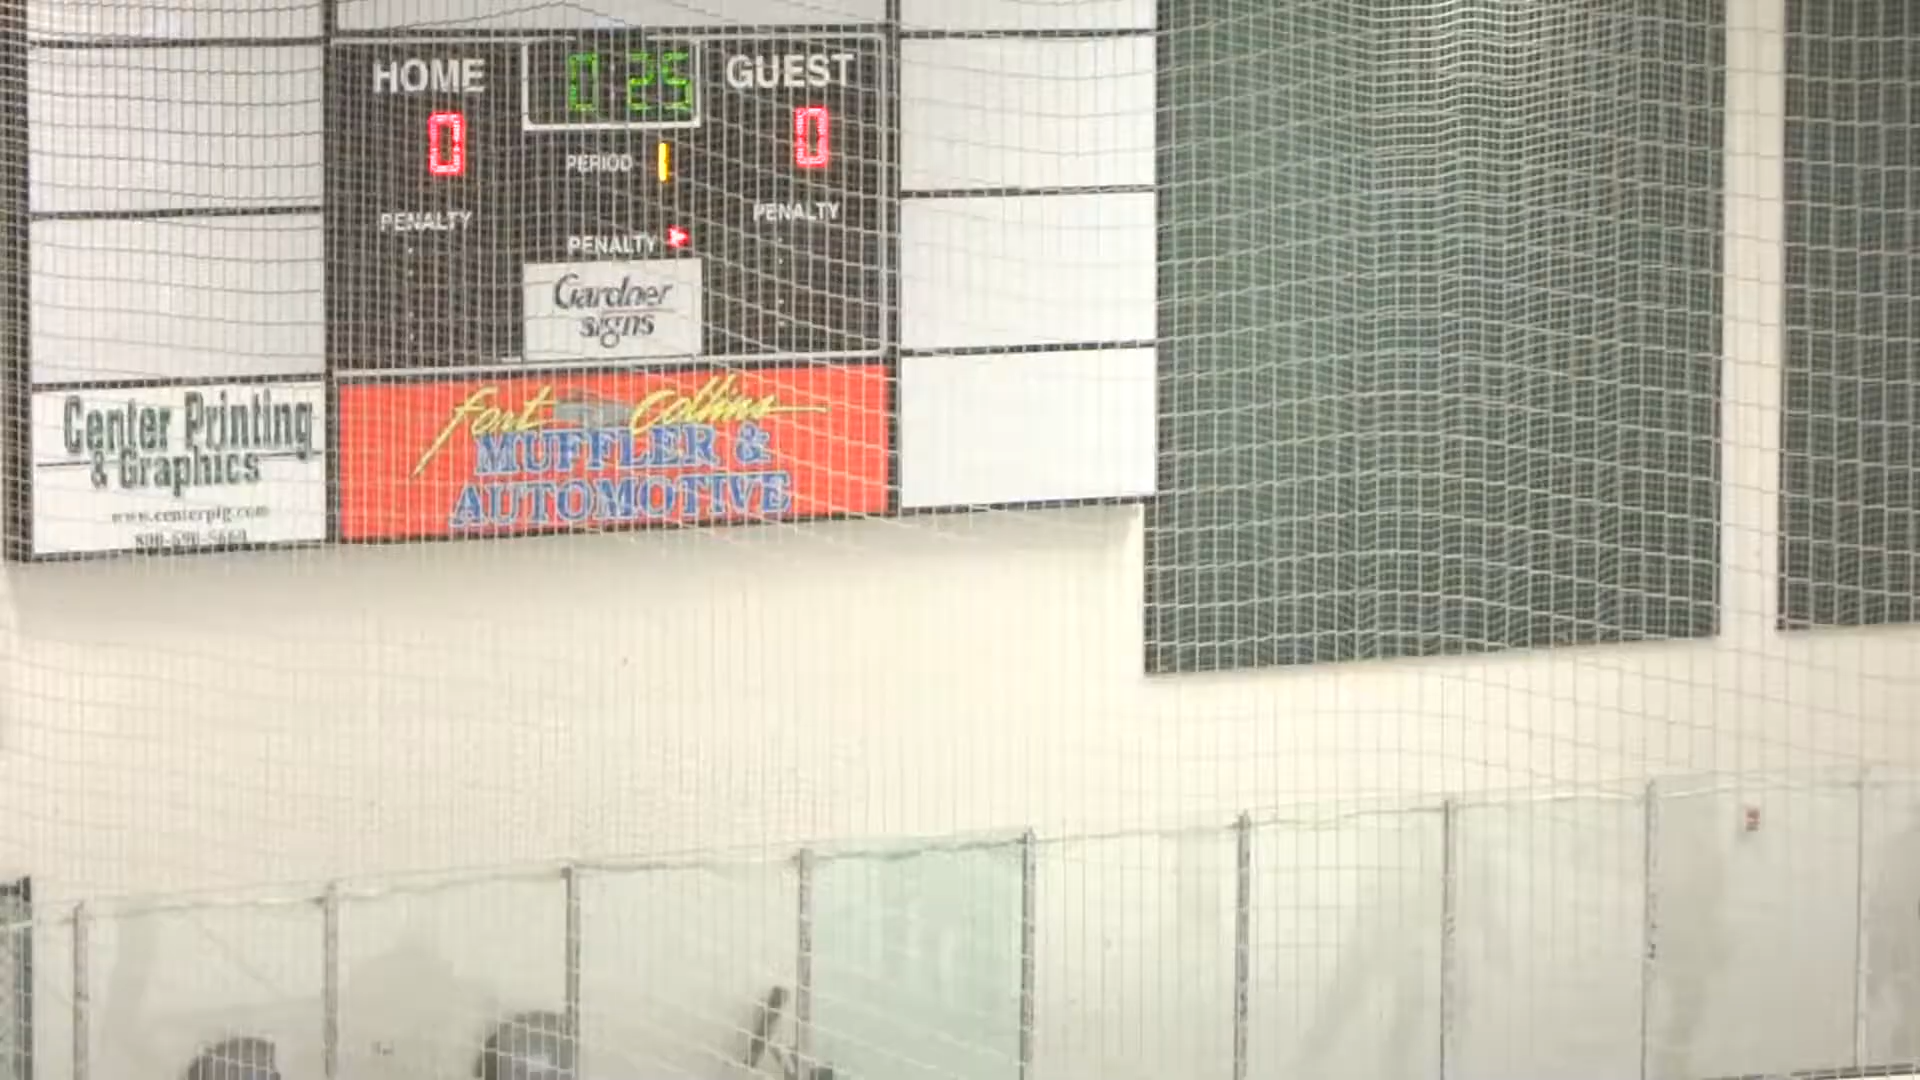 HOME
0:25
GUEST
0
0
PERIOD 1
PENALTY
PENALTY
PENALTY
Gardner
signs
Center Printing
& Graphics
www.centerpig.com
fort Collins
MUFFLER &
AUTOMOTIVE